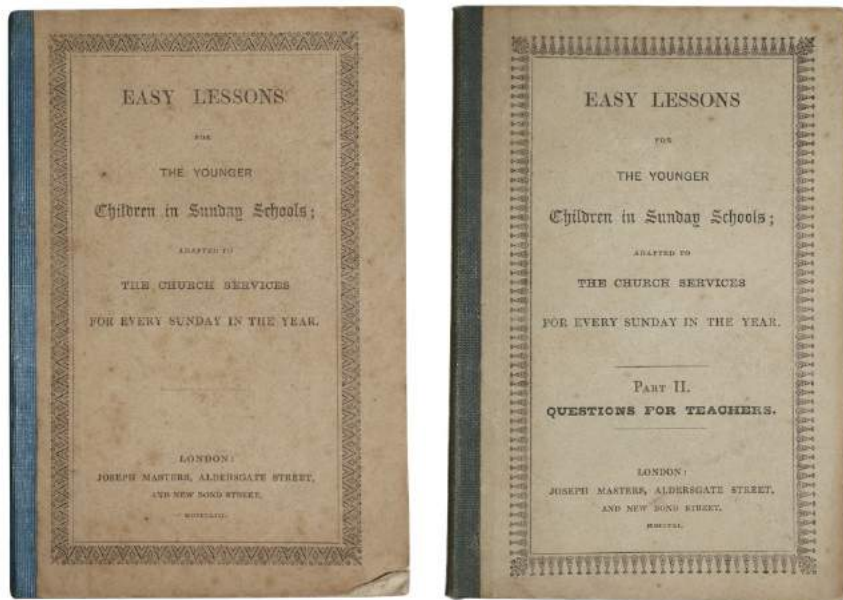 EASY LESSONS
FOR
THE YOUNGER
Children in Sunday Schools;
ADAPTED TO
THE CHURCH SERVICES
FOR EVERY SUNDAY IN THE YEAR.
LONDON:
JOSEPH MASTERS, ALDERSGATE STREET,
AND NEW BOND STREET.
EASY LESSONS
FOR
THE YOUNGER
Children in Sunday Schools;
ADAPTED TO
THE CHURCH SERVICES
FOR EVERY SUNDAY IN THE YEAR.
PART II.
QUESTIONS FOR TEACHERS.
LONDON:
JOSEPH MASTERS, ALDERSGATE STREET,
AND NEW BOND STREET.